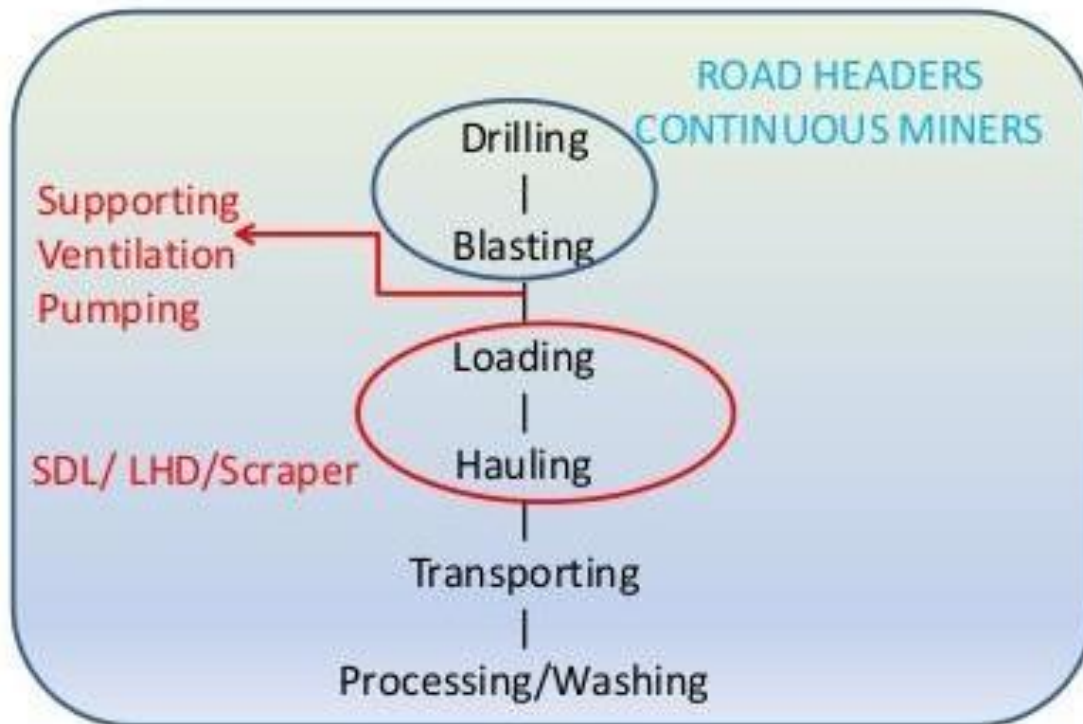 ROAD HEADERS
CONTINUOUS MINERS
Drilling
Blasting
Supporting
Ventilation
Pumping
Loading
Hauling
SDL/ LHD/Scraper
Transporting
Processing/Washing